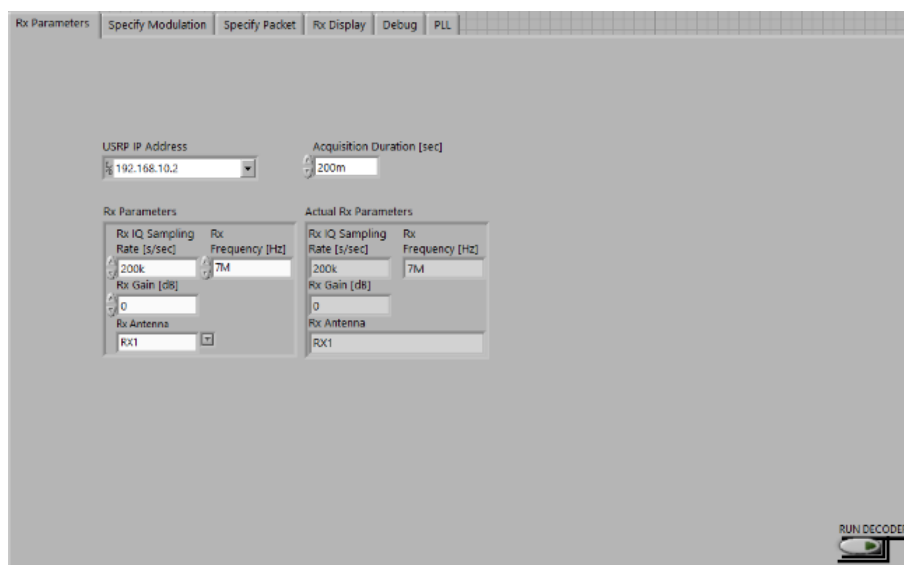 Rx Parameters Specify Modulation Specify Packet Rx Display Debug PLL
USRP IP Address Acquisition Duration [sec]
192.168.10.2 200m
Rx Parameters Actual Rx Parameters
Rx IQ Sampling Rx Rx IQ Sampling Rx
Rate [s/sec] Frequency [Hz] Rate [s/sec] Frequency [Hz]
200k 7M 200k 7M
Rx Gain [dB] Rx Gain [dB]
0 0
Rx Antenna Rx Antenna
RX1 RX1
RUN DECODER